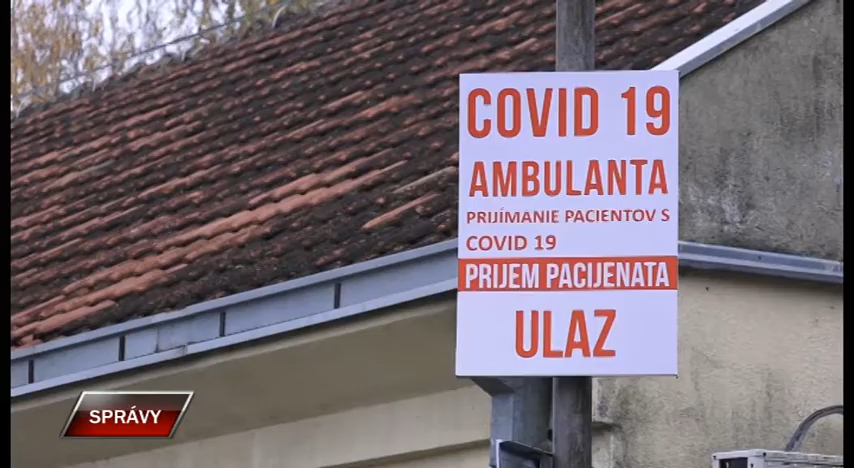 COVID 19
AMBULANTA
PRIJÍMANIE PACIENTOV S
COVID 19
PRIJEM PACIJENATA
ULAZ
SPRÁVY